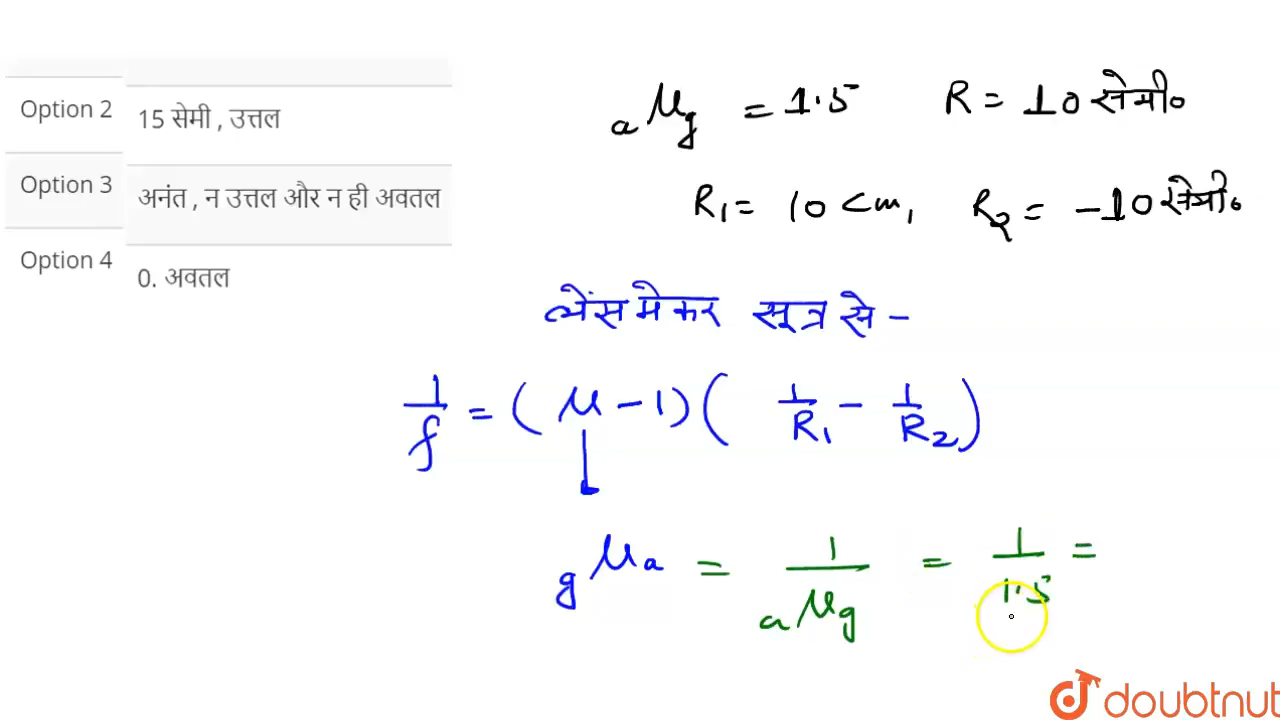 Option 2
15 सेमी , उत्तल
Option 3
अनंत , न उत्तल और न ही अवतल
Option 4
0. अवतल
aμg = 1.5 R = 10 सेमी०
R1 = 10 cm, R2 = -10 सेमी०
लेंस मेकर सूत्र से -
1/f = ( μ - 1) ( 1/R1 - 1/R2 )
gμa = 1/aμg = 1/1.5 =
doubtnut